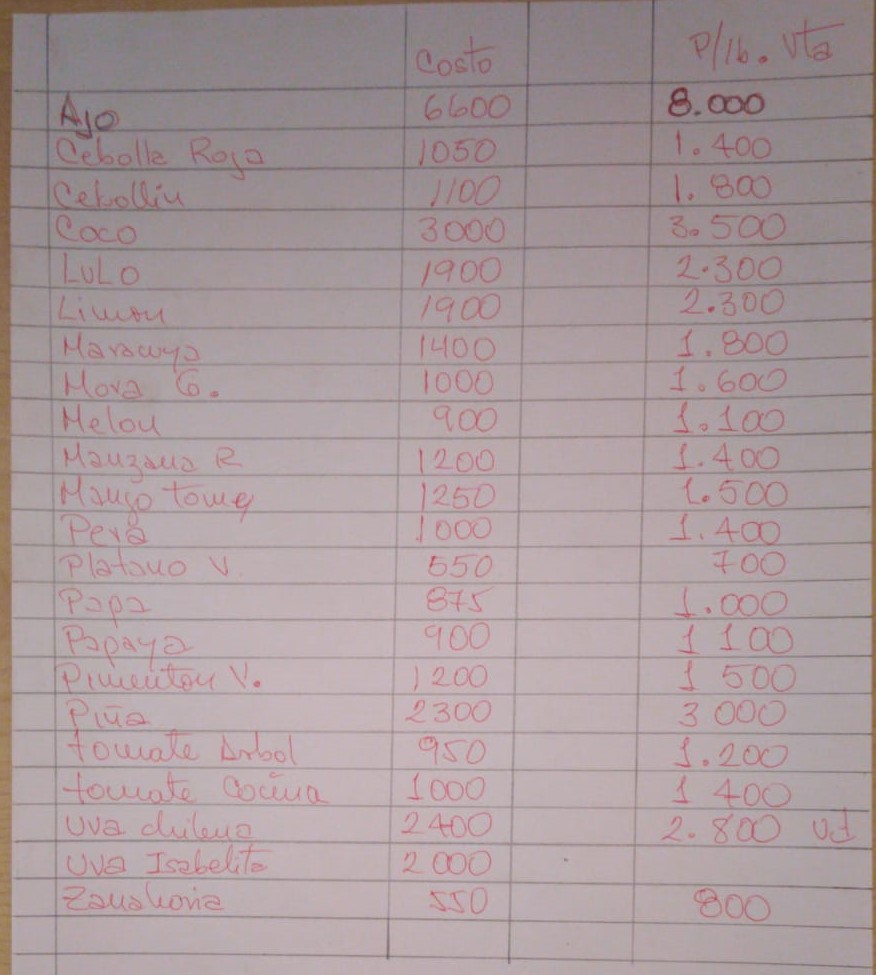 Costo P/lb. Vta
Ajo 6600 8.000
Cebolla Roja 1050 1.400
Cebollin 1100 1.800
Coco 3000 3.500
LULO 1900 2.300
Limon 1900 2.300
Maracuya 1400 1.800
Mora G. 1000 1.600
Melon 900 1.100
Manzana R 1200 1.400
Mango tomy 1250 1.500
Pera 1000 1.400
Platano V. 550 700
Papa 875 1.000
Papaya 900 1 100
Pimenton V. 1200 1 500
Piña 2300 3 000
tomate Arbol 950 1.200
tomate Cocina 1000 1 400
Uva chilena 2400 2.800 Ud
Uva Isabelita 2000
Zanahoria 550 800